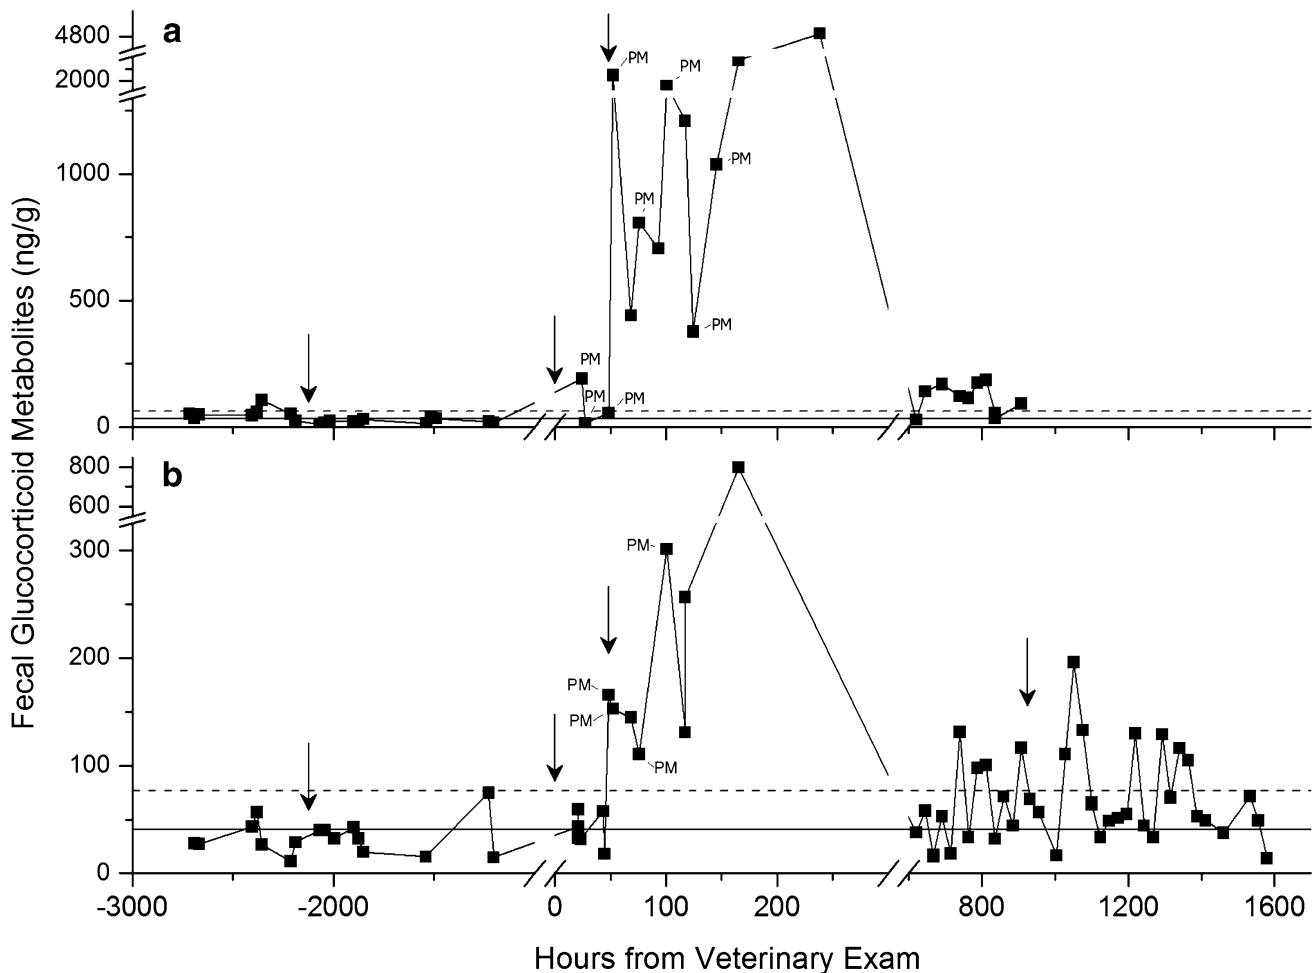 a
4800
2000
1000
500
0
PM
PM
PM
PM
PM
PM
PM
PM
Fecal Glucocorticoid Metabolites (ng/g)
b
800
600
300
200
100
0
PM
PM
PM
PM
-3000 -2000 0 100 200 800 1200 1600
Hours from Veterinary Exam